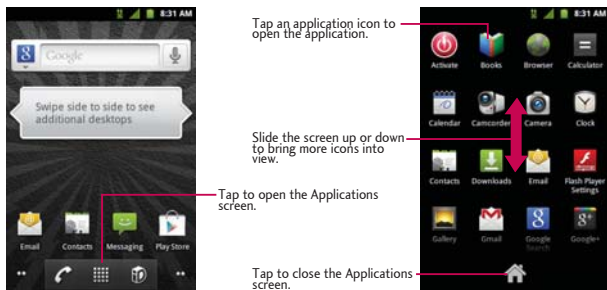 8:31 AM
8 Google
Swipe side to side to see
additional desktops
Email Contacts Messaging Play Store
Tap an application icon to
open the application.
Slide the screen up or down
to bring more icons into
view.
Tap to open the Applications
screen.
Tap to close the Applications
screen.
8:31 AM
Activate Books Browser Calculator
Calendar Camcorder Camera Clock
Contacts Downloads Email Flash Player
Settings
Gallery Gmail Google Google+
Search